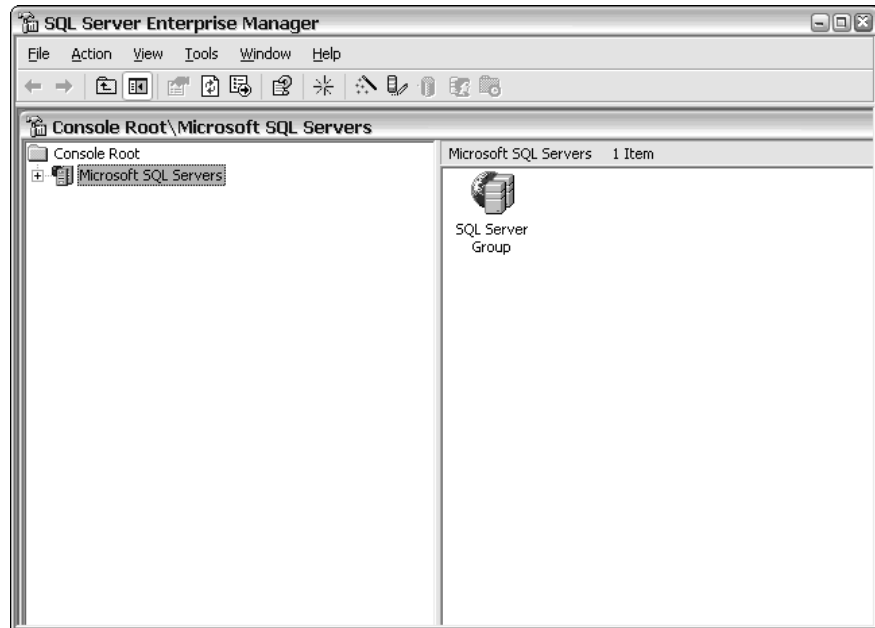 SQL Server Enterprise Manager
File Action View Tools Window Help
Console Root\Microsoft SQL Servers
Console Root
Microsoft SQL Servers
Microsoft SQL Servers 1 Item
SQL Server
Group